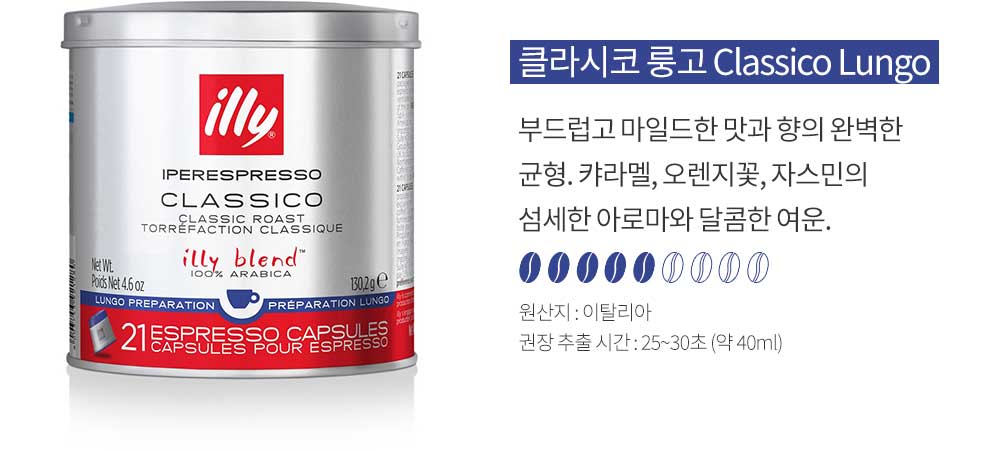 illy
IPERESPRESSO
CLASSICO
CLASSIC ROAST
TORRÉFACTION CLASSIQUE
illy blend™
100% ARABICA
Net Wt.
Poids Net 4.6 oz
130,2g ℮
LUNGO PREPARATION
PRÉPARATION LUNGO
21 ESPRESSO CAPSULES
CAPSULES POUR ESPRESSO
클라시코 룽고 Classico Lungo
부드럽고 마일드한 맛과 향의 완벽한
균형. 캬라멜, 오렌지꽃, 자스민의
섬세한 아로마와 달콤한 여운.
원산지 : 이탈리아
권장 추출 시간 : 25~30초 (약 40ml)